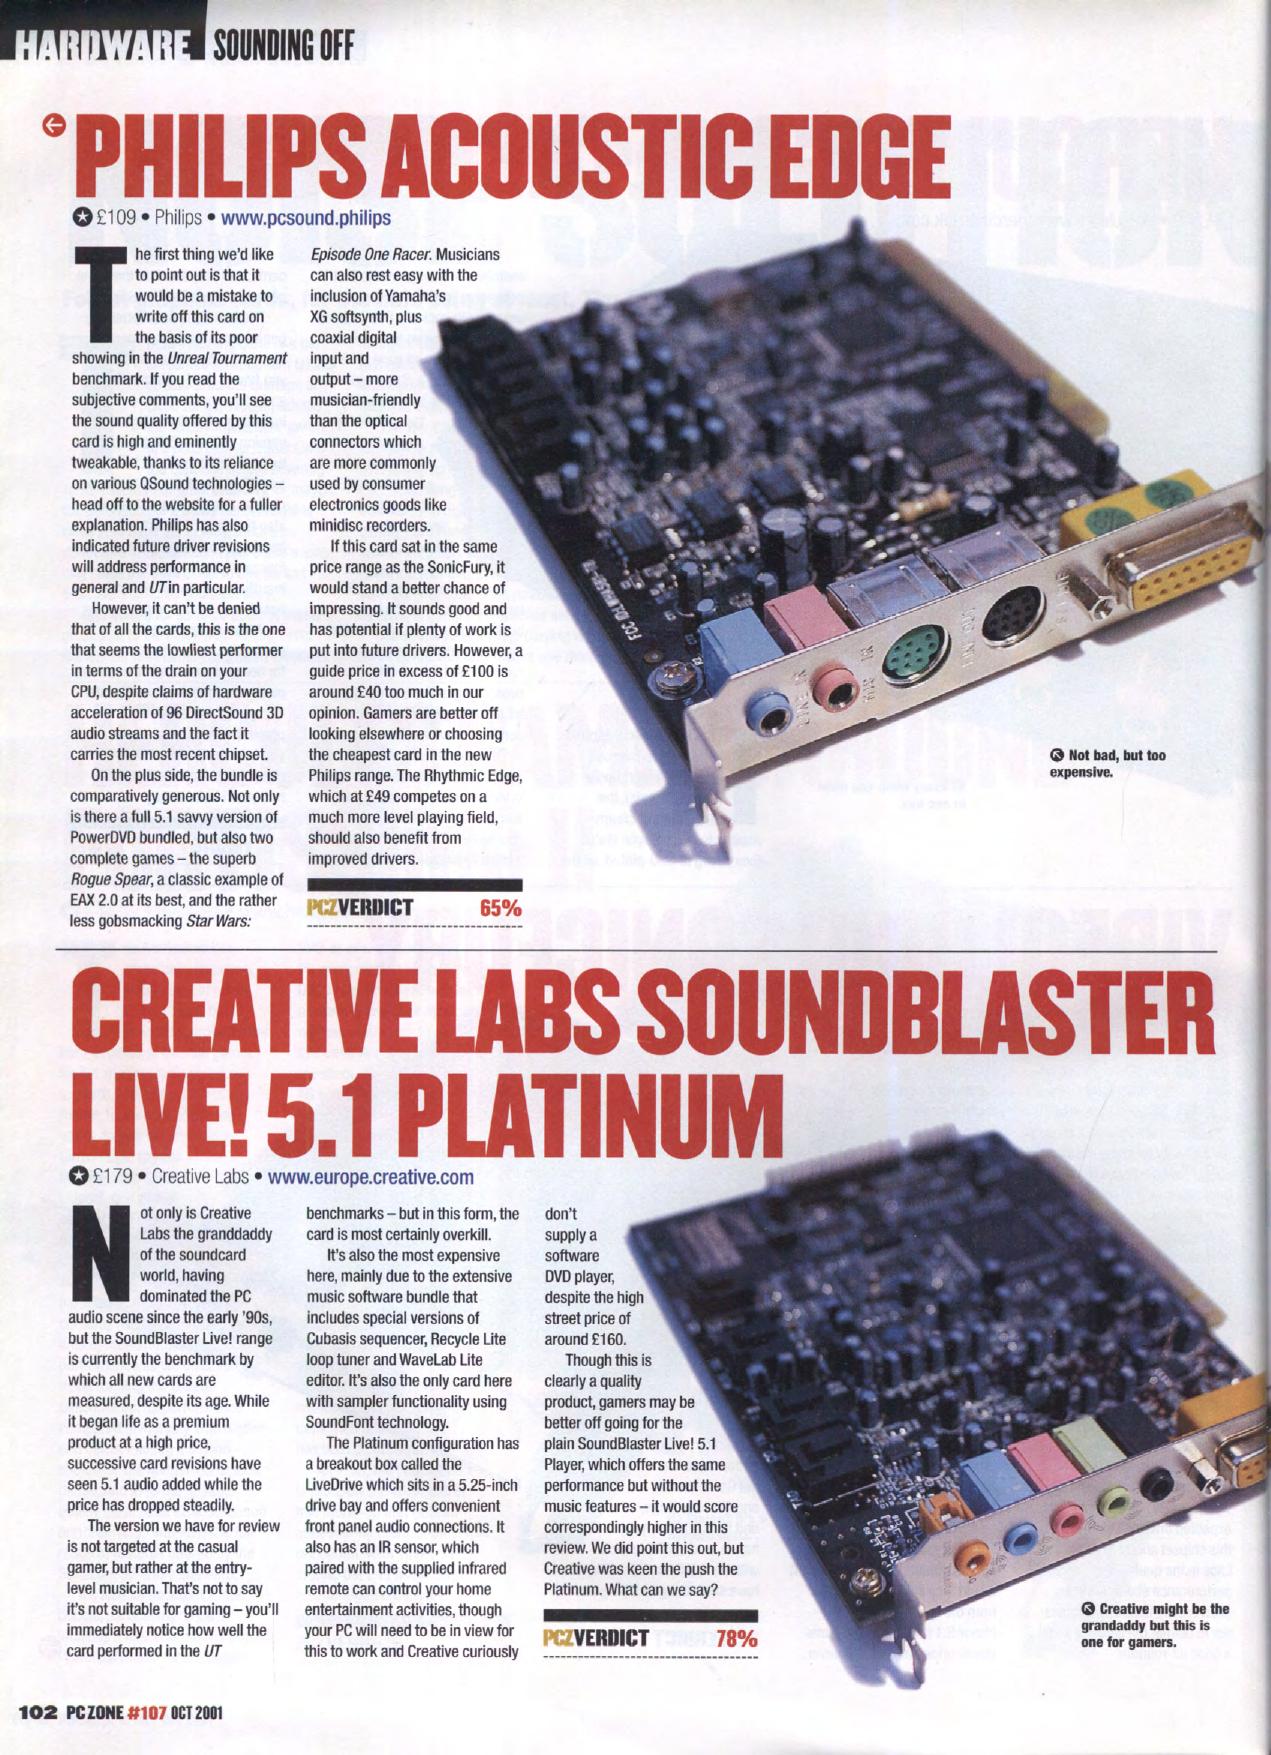 HARDWARE SOUNDING OFF
PHILIPS ACOUSTIC EDGE
£109 • Philips • www.pcsound.philips
The first thing we'd like
to point out is that it
would be a mistake to
write off this card on
the basis of its poor
showing in the Unreal Tournament
benchmark. If you read the
subjective comments, you'll see
the sound quality offered by this
card is high and eminently
tweakable, thanks to its reliance
on various QSound technologies –
head off to the website for a fuller
explanation. Philips has also
indicated future driver revisions
will address performance in
general and UT in particular.
However, it can't be denied
that of all the cards, this is the one
that seems the lowliest performer
in terms of the drain on your
CPU, despite claims of hardware
acceleration of 96 DirectSound 3D
audio streams and the fact it
carries the most recent chipset.
On the plus side, the bundle is
comparatively generous. Not only
is there a full 5.1 savvy version of
PowerDVD bundled, but also two
complete games – the superb
Rogue Spear, a classic example of
EAX 2.0 at its best, and the rather
less gobsmacking Star Wars:
Episode One Racer. Musicians
can also rest easy with the
inclusion of Yamaha's
XG softsynth, plus
coaxial digital
input and
output – more
musician-friendly
than the optical
connectors which
are more commonly
used by consumer
electronics goods like
minidisc recorders.
If this card sat in the same
price range as the SonicFury, it
would stand a better chance of
impressing. It sounds good and
has potential if plenty of work is
put into future drivers. However, a
guide price in excess of £100 is
around £40 too much in our
opinion. Gamers are better off
looking elsewhere or choosing
the cheapest card in the new
Philips range. The Rhythmic Edge,
which at £49 competes on a
much more level playing field,
should also benefit from
improved drivers.
PCZVERDICT 65%
LINE IN
MIC IN
Not bad, but too
expensive.
CREATIVE LABS SOUNDBLASTER
LIVE! 5.1 PLATINUM
£179 • Creative Labs • www.europe.creative.com
Not only is Creative
Labs the granddaddy
of the soundcard
world, having
dominated the PC
audio scene since the early '90s,
but the SoundBlaster Live! range
is currently the benchmark by
which all new cards are
measured, despite its age. While
it began life as a premium
product at a high price,
successive card revisions have
seen 5.1 audio added while the
price has dropped steadily.
The version we have for review
is not targeted at the casual
gamer, but rather at the entry-
level musician. That's not to say
it's not suitable for gaming – you'll
immediately notice how well the
card performed in the UT
benchmarks – but in this form, the
card is most certainly overkill.
It's also the most expensive
here, mainly due to the extensive
music software bundle that
includes special versions of
Cubasis sequencer, Recycle Lite
loop tuner and WaveLab Lite
editor. It's also the only card here
with sampler functionality using
SoundFont technology.
The Platinum configuration has
a breakout box called the
LiveDrive which sits in a 5.25-inch
drive bay and offers convenient
front panel audio connections. It
also has an IR sensor, which
paired with the supplied infrared
remote can control your home
entertainment activities, though
your PC will need to be in view for
this to work and Creative curiously
don't
supply a
software
DVD player,
despite the high
street price of
around £160.
Though this is
clearly a quality
product, gamers may be
better off going for the
plain SoundBlaster Live! 5.1
Player, which offers the same
performance but without the
music features – it would score
correspondingly higher in this
review. We did point this out, but
Creative was keen the push the
Platinum. What can we say?
PCZVERDICT 78%
Creative might be the
grandaddy but this is
one for gamers.
102 PCZONE #107 OCT 2001